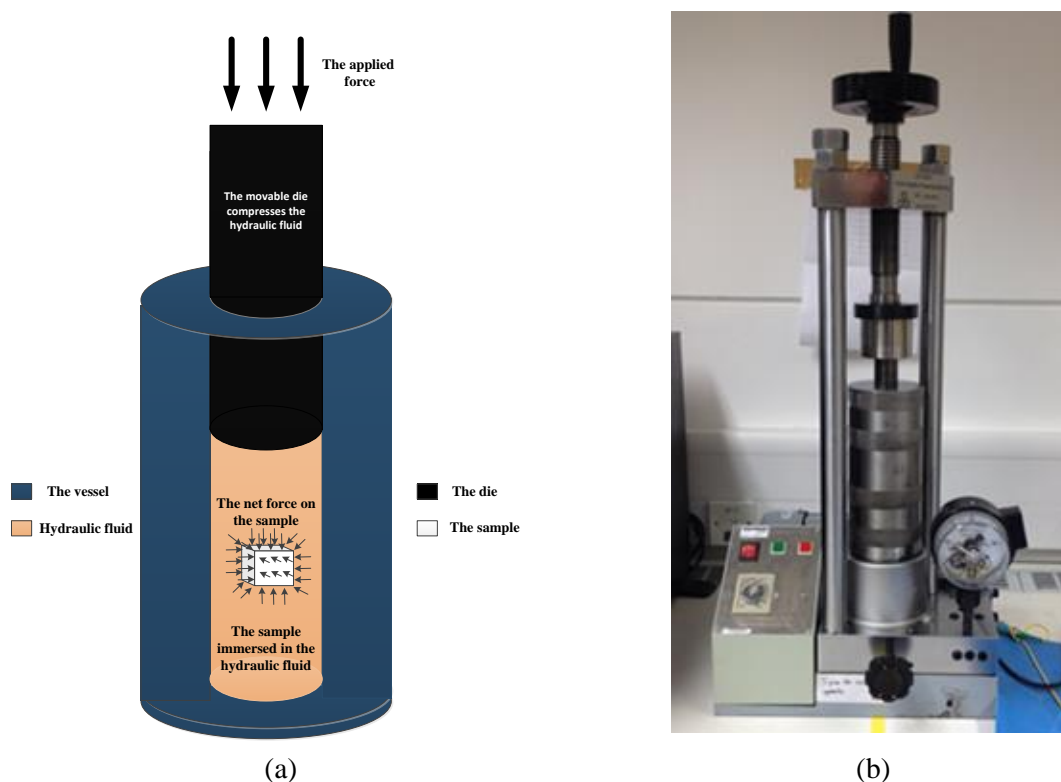 The applied
force
The movable die
compresses the
hydraulic fluid
The vessel
Hydraulic fluid
The net force on
the sample
The sample
immersed in the
hydraulic fluid
The die
The sample
(a)
(b)